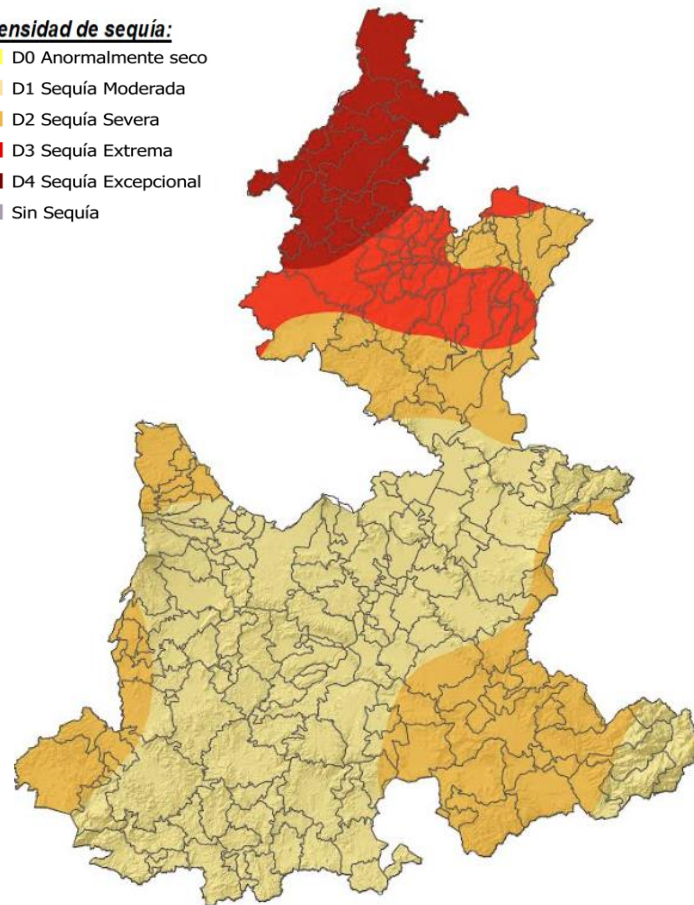 ensidad de sequía:
D0 Anormalmente seco
D1 Sequía Moderada
D2 Sequía Severa
D3 Sequía Extrema
D4 Sequía Excepcional
Sin Sequía